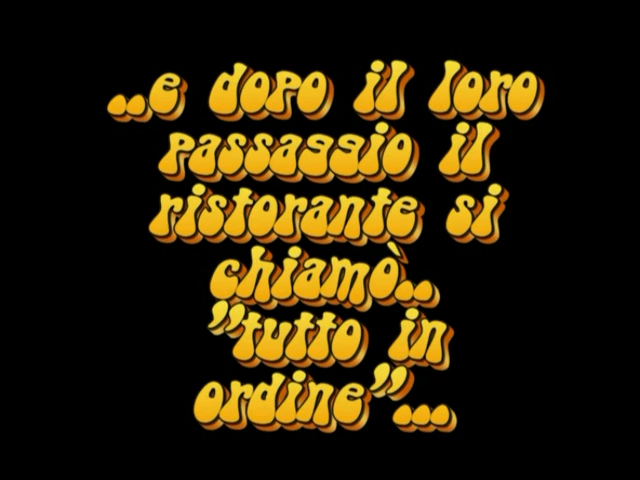 ..e dopo il loro
passaggio il
ristorante si
chiamò..
"tutto in
ordine"...